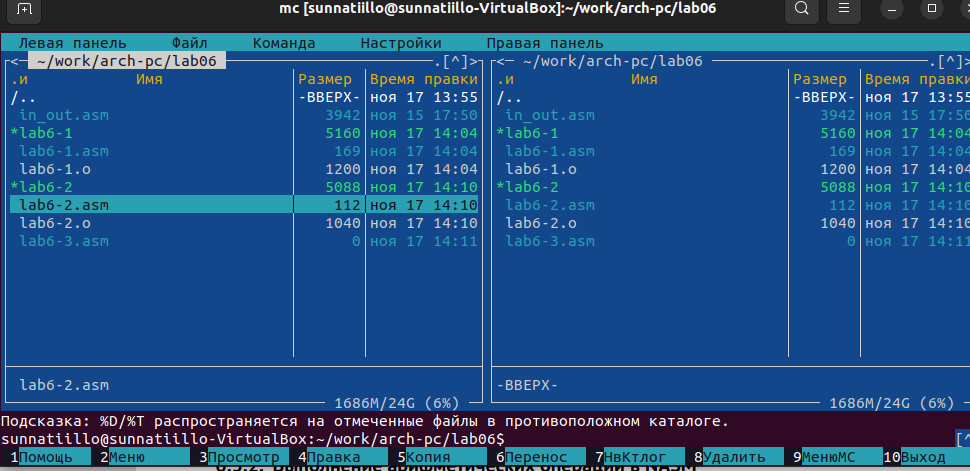 mc [sunnatiillo@sunnatiillo-VirtualBox]:~/work/arch-pc/lab06
Левая панель Файл Команда Настройки Правая панель
<─ ~/work/arch-pc/lab06 ─.[^]> <─ ~/work/arch-pc/lab06 ─.[^]>
.и Имя Размер Время правки .и Имя Размер Время правки
/.. -ВВЕРХ- ноя 17 13:55 /.. -ВВЕРХ- ноя 17 13:55
in_out.asm 3942 ноя 15 17:50 in_out.asm 3942 ноя 15 17:50
*lab6-1 5160 ноя 17 14:04 *lab6-1 5160 ноя 17 14:04
lab6-1.asm 169 ноя 17 14:04 lab6-1.asm 169 ноя 17 14:04
lab6-1.o 1200 ноя 17 14:04 lab6-1.o 1200 ноя 17 14:04
*lab6-2 5088 ноя 17 14:10 *lab6-2 5088 ноя 17 14:10
lab6-2.asm 112 ноя 17 14:10 lab6-2.asm 112 ноя 17 14:10
lab6-2.o 1040 ноя 17 14:10 lab6-2.o 1040 ноя 17 14:10
lab6-3.asm 0 ноя 17 14:11 lab6-3.asm 0 ноя 17 14:11
lab6-2.asm -ВВЕРХ-
1686M/24G (6%) 1686M/24G (6%)
Подсказка: %D/%T распространяется на отмеченные файлы в противоположном каталоге.
sunnatiillo@sunnatiillo-VirtualBox:~/work/arch-pc/lab06$ [^
1Помощь 2Меню 3Просмотр 4Правка 5Копия 6Перенос 7НвКтлог 8Удалить 9МенюМС 10Выход